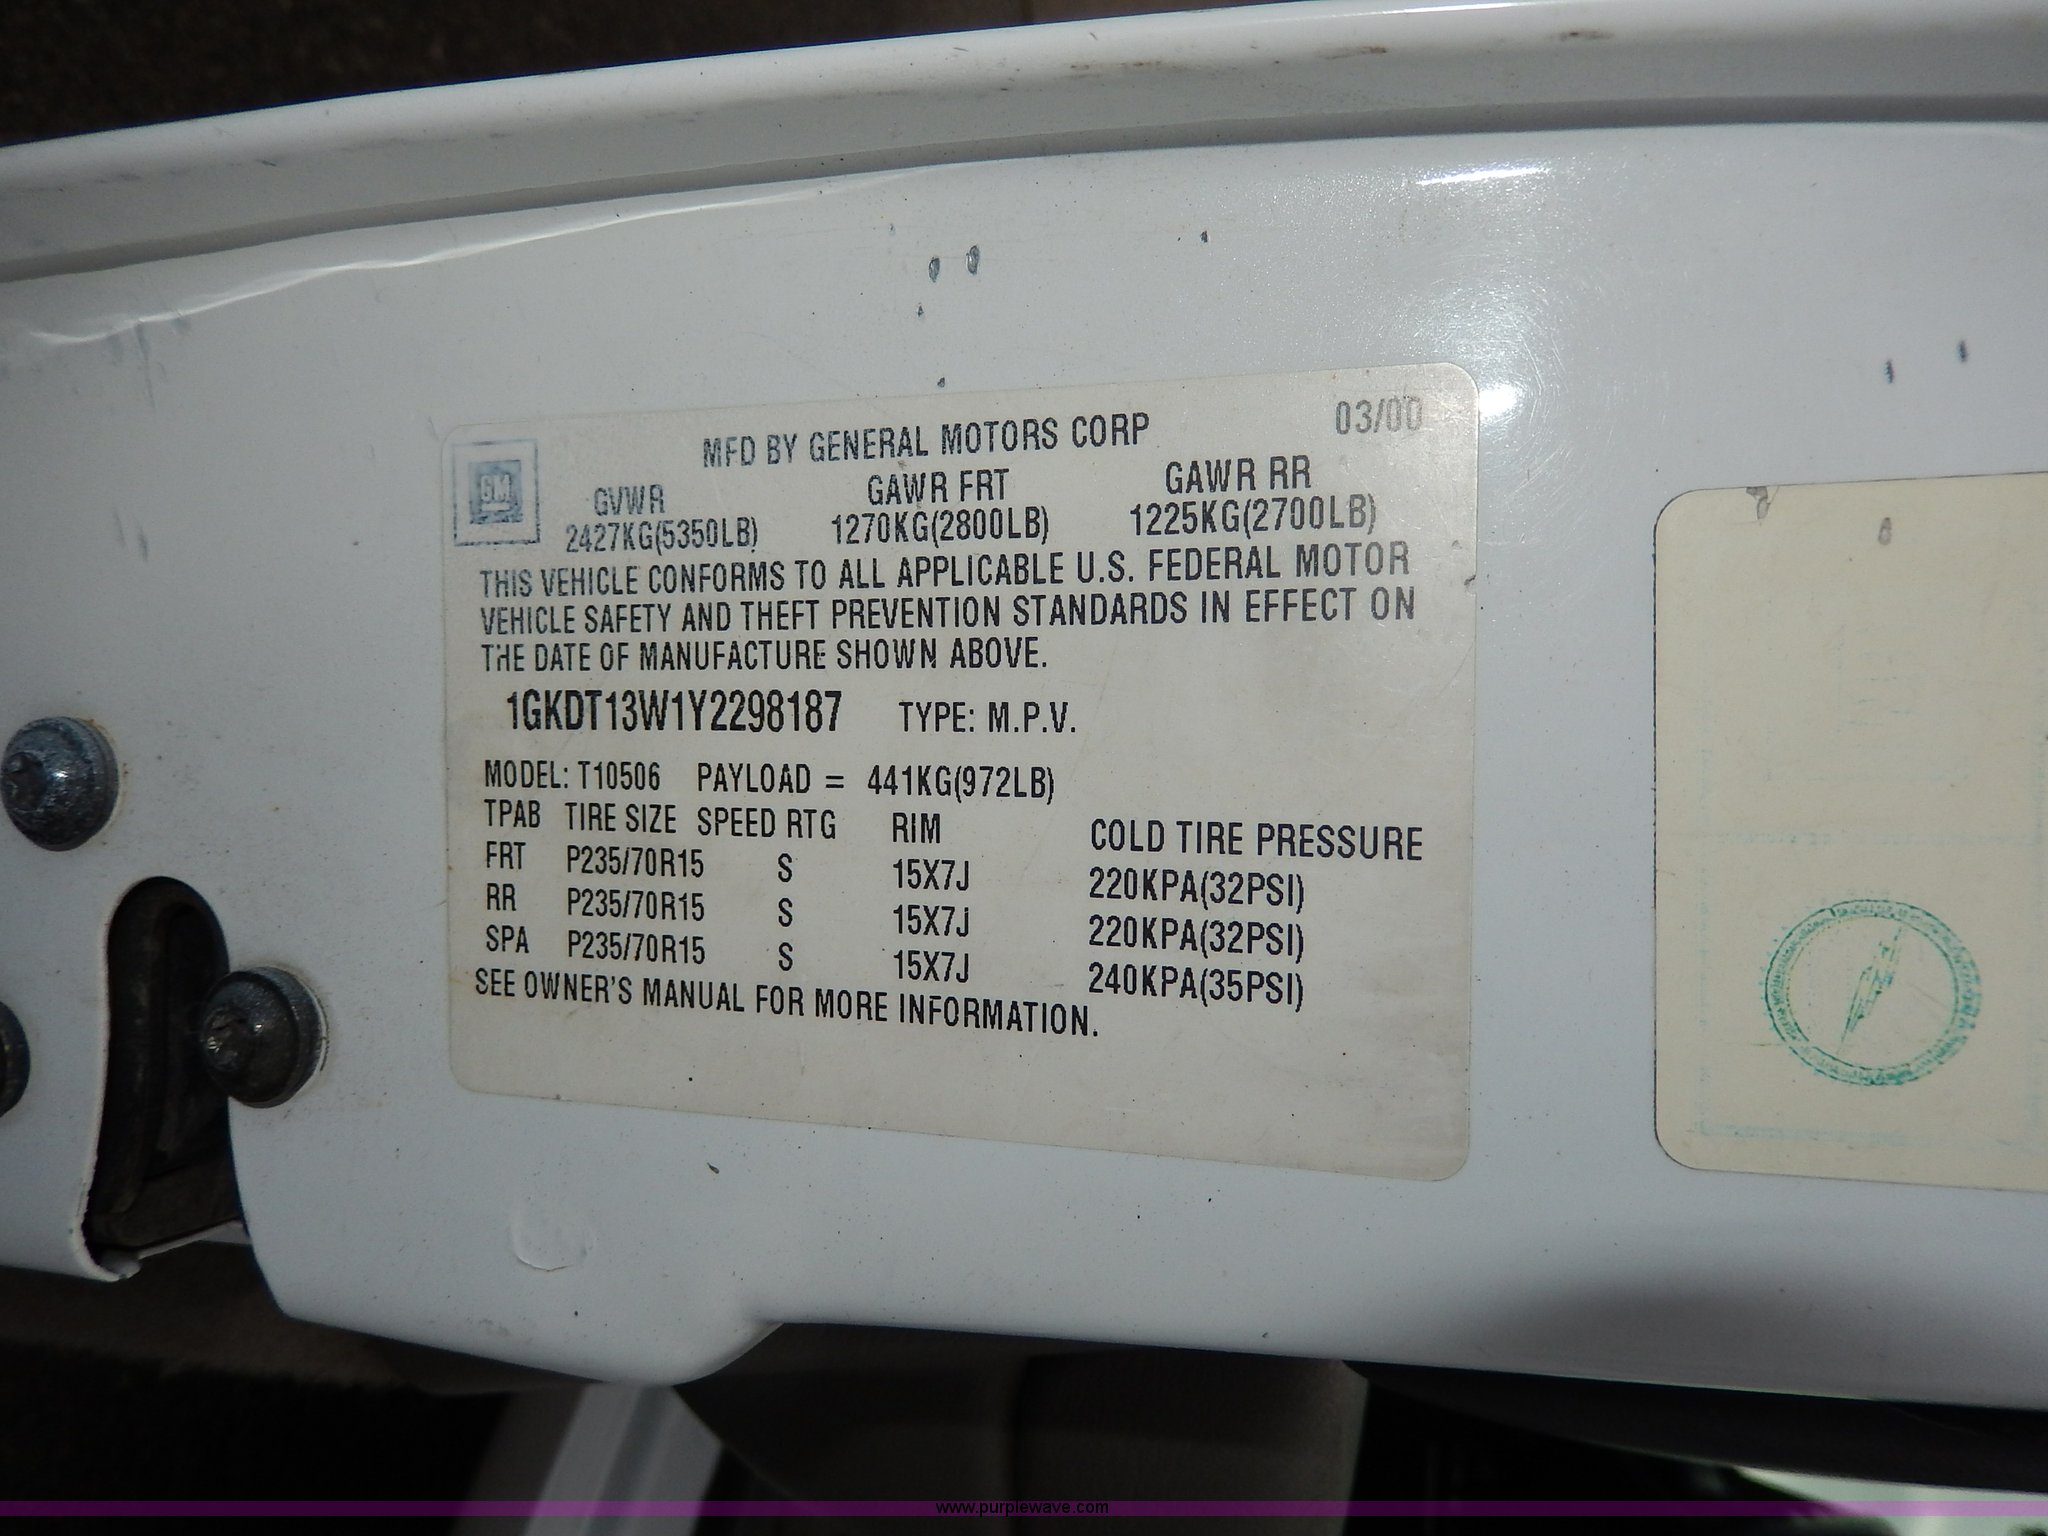 MFD BY GENERAL MOTORS CORP 03/00
GM
GVWR GAWR FRT GAWR RR
2427KG(5350LB) 1270KG(2800LB) 1225KG(2700LB)
THIS VEHICLE CONFORMS TO ALL APPLICABLE U.S. FEDERAL MOTOR
VEHICLE SAFETY AND THEFT PREVENTION STANDARDS IN EFFECT ON
THE DATE OF MANUFACTURE SHOWN ABOVE.
1GKDT13W1Y2298187 TYPE: M.P.V.
MODEL: T10506 PAYLOAD = 441KG(972LB)
TPAB TIRE SIZE SPEED RTG RIM COLD TIRE PRESSURE
FRT P235/70R15 S 15X7J 220KPA(32PSI)
RR P235/70R15 S 15X7J 220KPA(32PSI)
SPA P235/70R15 S 15X7J 240KPA(35PSI)
SEE OWNER'S MANUAL FOR MORE INFORMATION.
www.purplewave.com